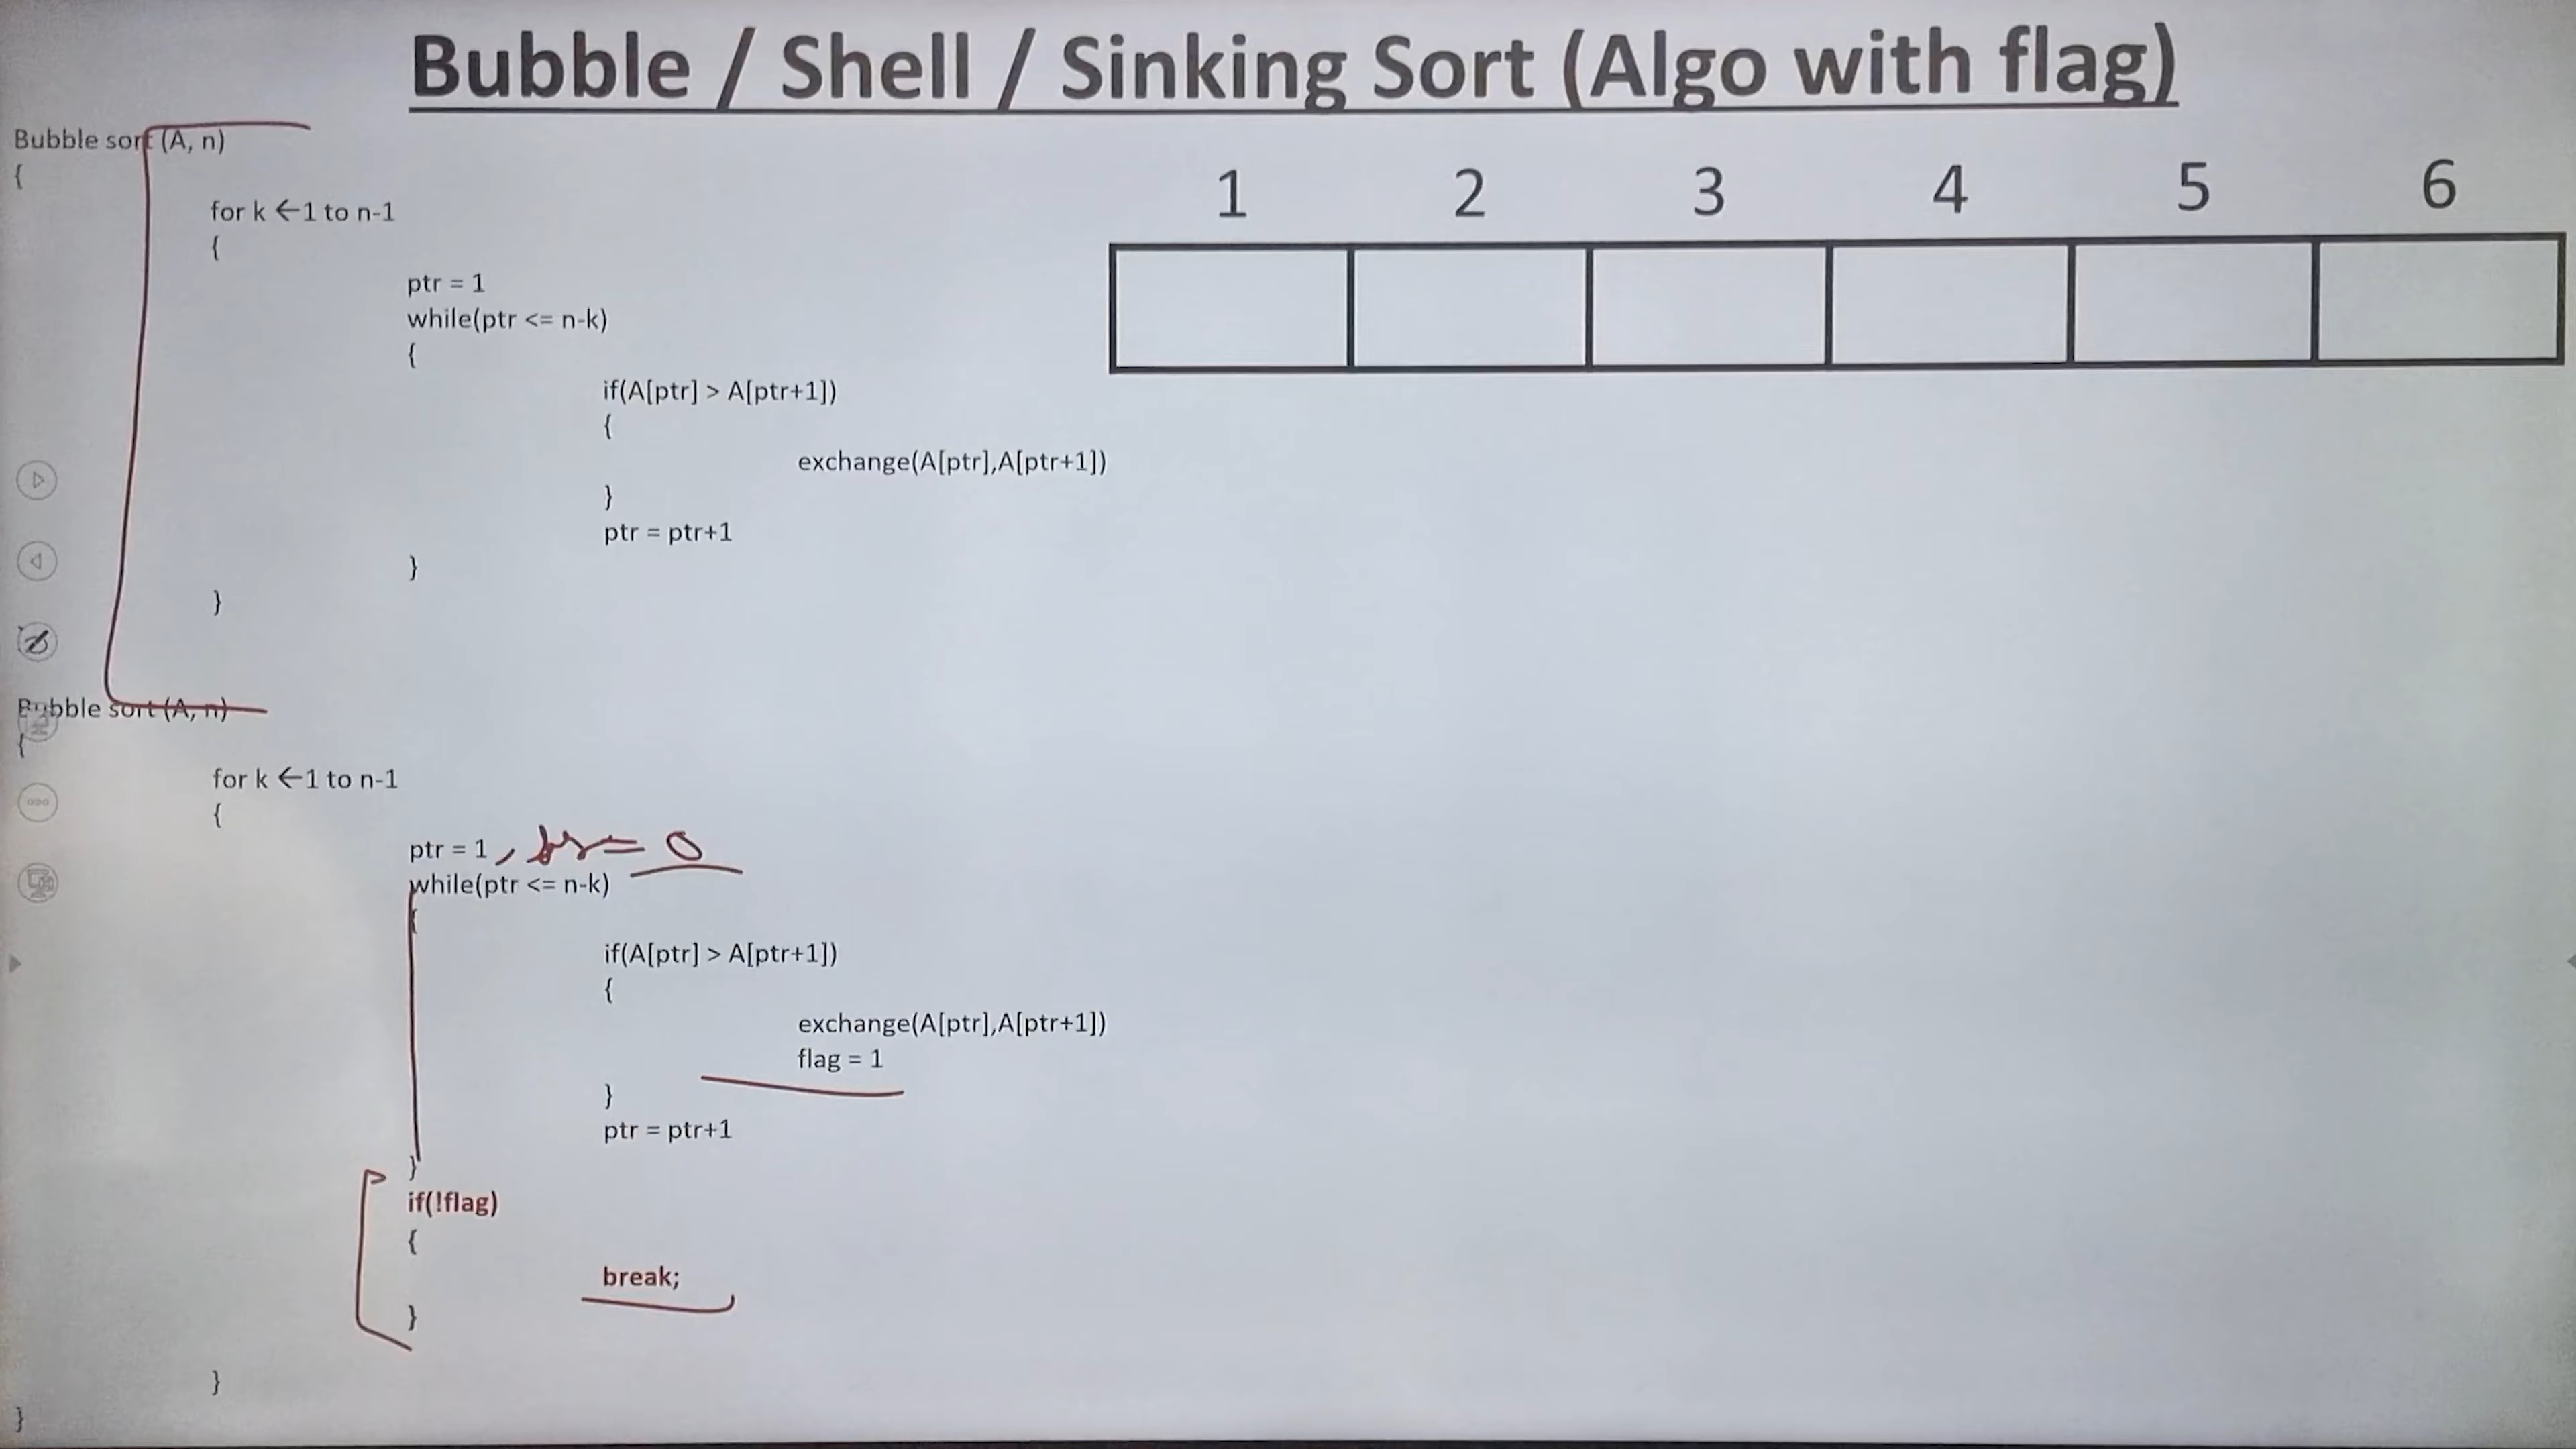 Bubble / Shell / Sinking Sort (Algo with flag)
Bubble sort (A, n)
{
for k ←1 to n-1
{
ptr = 1
while(ptr <= n-k)
{
if(A[ptr] > A[ptr+1])
{
exchange(A[ptr],A[ptr+1])
}
ptr = ptr+1
}
}
1 2 3 4 5 6
Bubble sort (A, n)
{
for k ←1 to n-1
{
ptr = 1 , = 0
while(ptr <= n-k)
{
if(A[ptr] > A[ptr+1])
{
exchange(A[ptr],A[ptr+1])
flag = 1
}
ptr = ptr+1
}
if(!flag)
{
break;
}
}
}